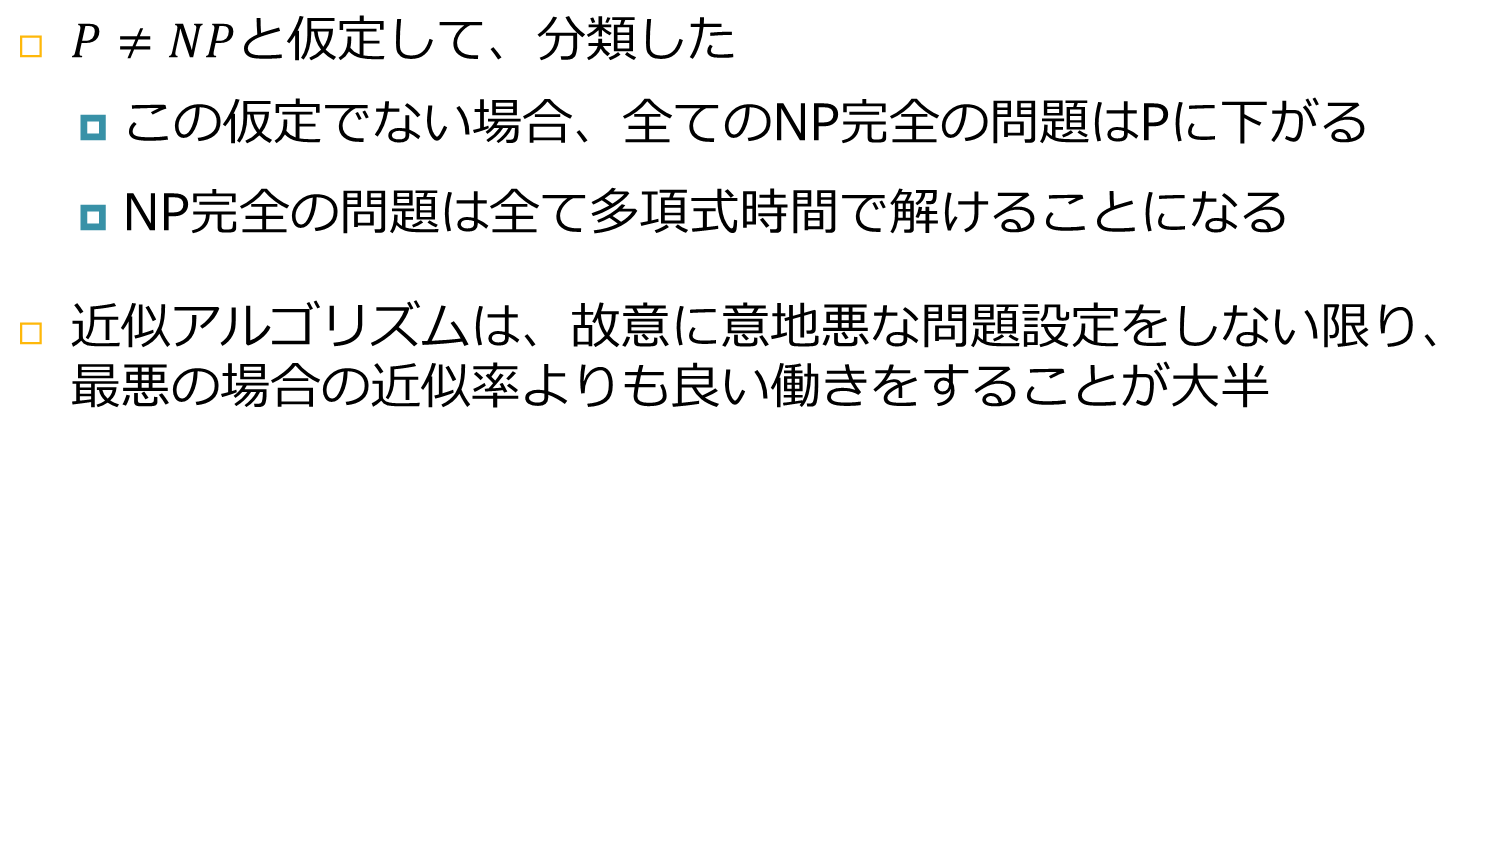 P ≠ NPと仮定して、分類した
この仮定でない場合、全てのNP完全の問題はPに下がる
NP完全の問題は全て多項式時間で解けることになる
近似アルゴリズムは、故意に意地悪な問題設定をしない限り、
最悪の場合の近似率よりも良い働きをすることが大半